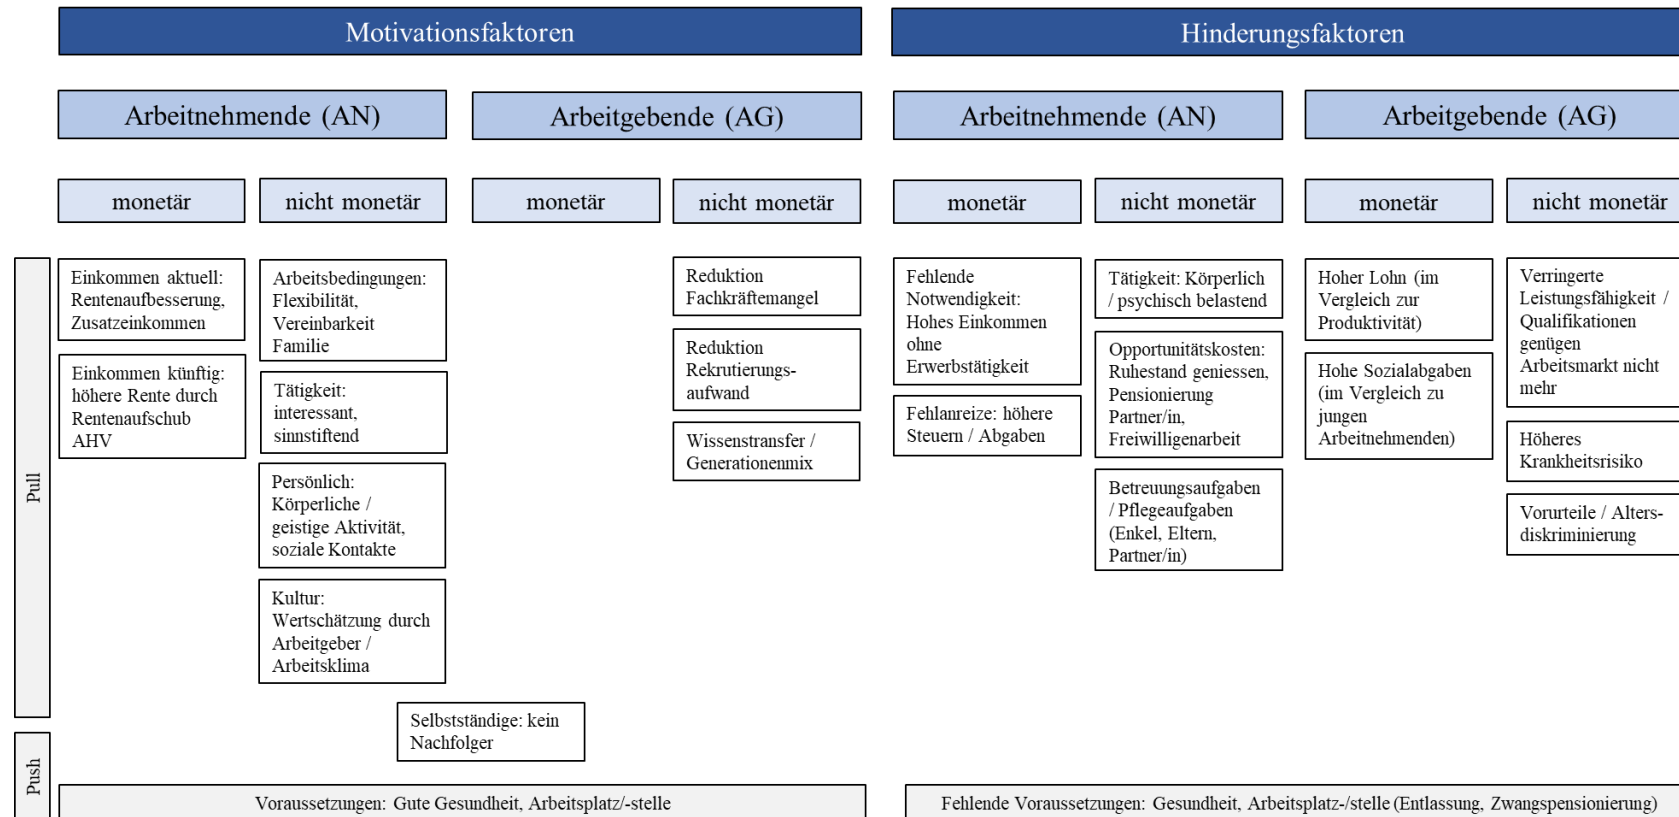 Motivationsfaktoren
Hinderungsfaktoren
Arbeitnehmende (AN)
Arbeitgebende (AG)
Arbeitnehmende (AN)
Arbeitgebende (AG)
monetär
nicht monetär
monetär
nicht monetär
monetär
nicht monetär
monetär
nicht monetär
Pull
Einkommen aktuell:
Rentenaufbesserung,
Zusatzeinkommen
Einkommen künftig:
höhere Rente durch
Rentenaufschub
AHV
Arbeitsbedingungen:
Flexibilität,
Vereinbarkeit
Familie
Tätigkeit:
interessant,
sinnstiftend
Persönlich:
Körperliche /
geistige Aktivität,
soziale Kontakte
Kultur:
Wertschätzung durch
Arbeitgeber /
Arbeitsklima
Reduktion
Fachkräftemangel
Reduktion
Rekrutierungs-
aufwand
Wissenstransfer /
Generationenmix
Fehlende
Notwendigkeit:
Hohes Einkommen
ohne
Erwerbstätigkeit
Fehlanreize: höhere
Steuern / Abgaben
Tätigkeit: Körperlich
/ psychisch belastend
Opportunitätskosten:
Ruhestand geniessen,
Pensionierung
Partner/in,
Freiwilligenarbeit
Betreuungsaufgaben
/ Pflegeaufgaben
(Enkel, Eltern,
Partner/in)
Hoher Lohn (im
Vergleich zur
Produktivität)
Hohe Sozialabgaben
(im Vergleich zu
jungen
Arbeitnehmenden)
Verringerte
Leistungsfähigkeit /
Qualifikationen
genügen
Arbeitsmarkt nicht
mehr
Höheres
Krankheitsrisiko
Vorurteile / Alters-
diskriminierung
Selbstständige: kein
Nachfolger
Push
Voraussetzungen: Gute Gesundheit, Arbeitsplatz/-stelle
Fehlende Voraussetzungen: Gesundheit, Arbeitsplatz-/stelle (Entlassung, Zwangspensionierung)